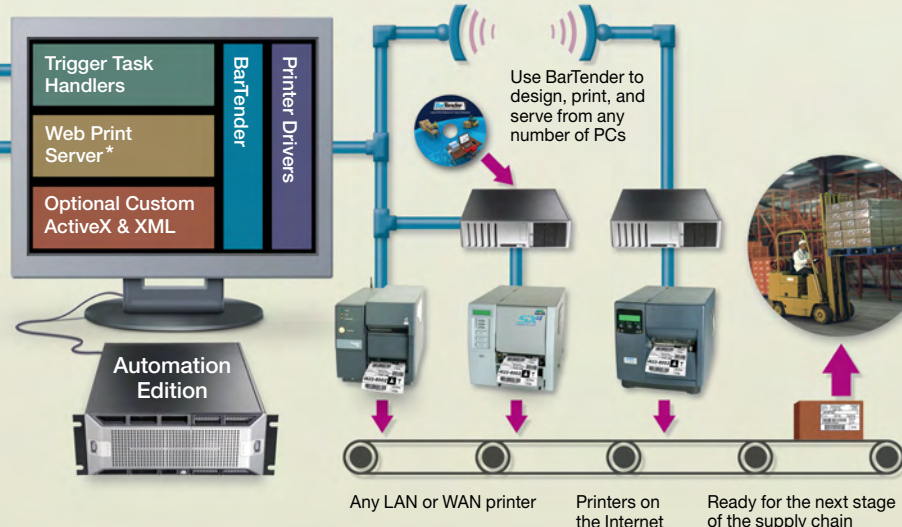 Trigger Task
Handlers
Web Print
Server*
Optional Custom
ActiveX & XML
BarTender
Printer Drivers
Use BarTender to
design, print, and
serve from any
number of PCs
BarTender
Automation
Edition
Any LAN or WAN printer
Printers on
the Internet
Ready for the next stage
of the supply chain